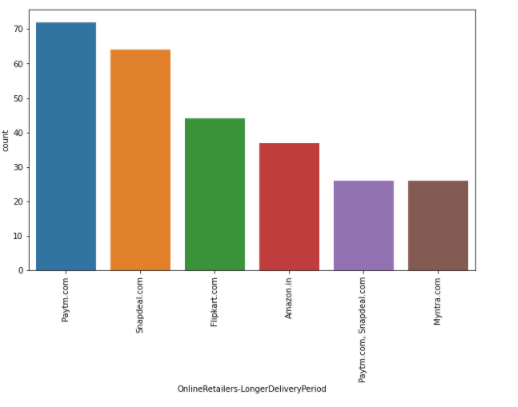 70
60
50
40
30
20
10
0
count
Paytm.com
Snapdeal.com
Flipkart.com
Amazon.in
Paytm.com, Snapdeal.com
Myntra.com
OnlineRetailers-LongerDeliveryPeriod